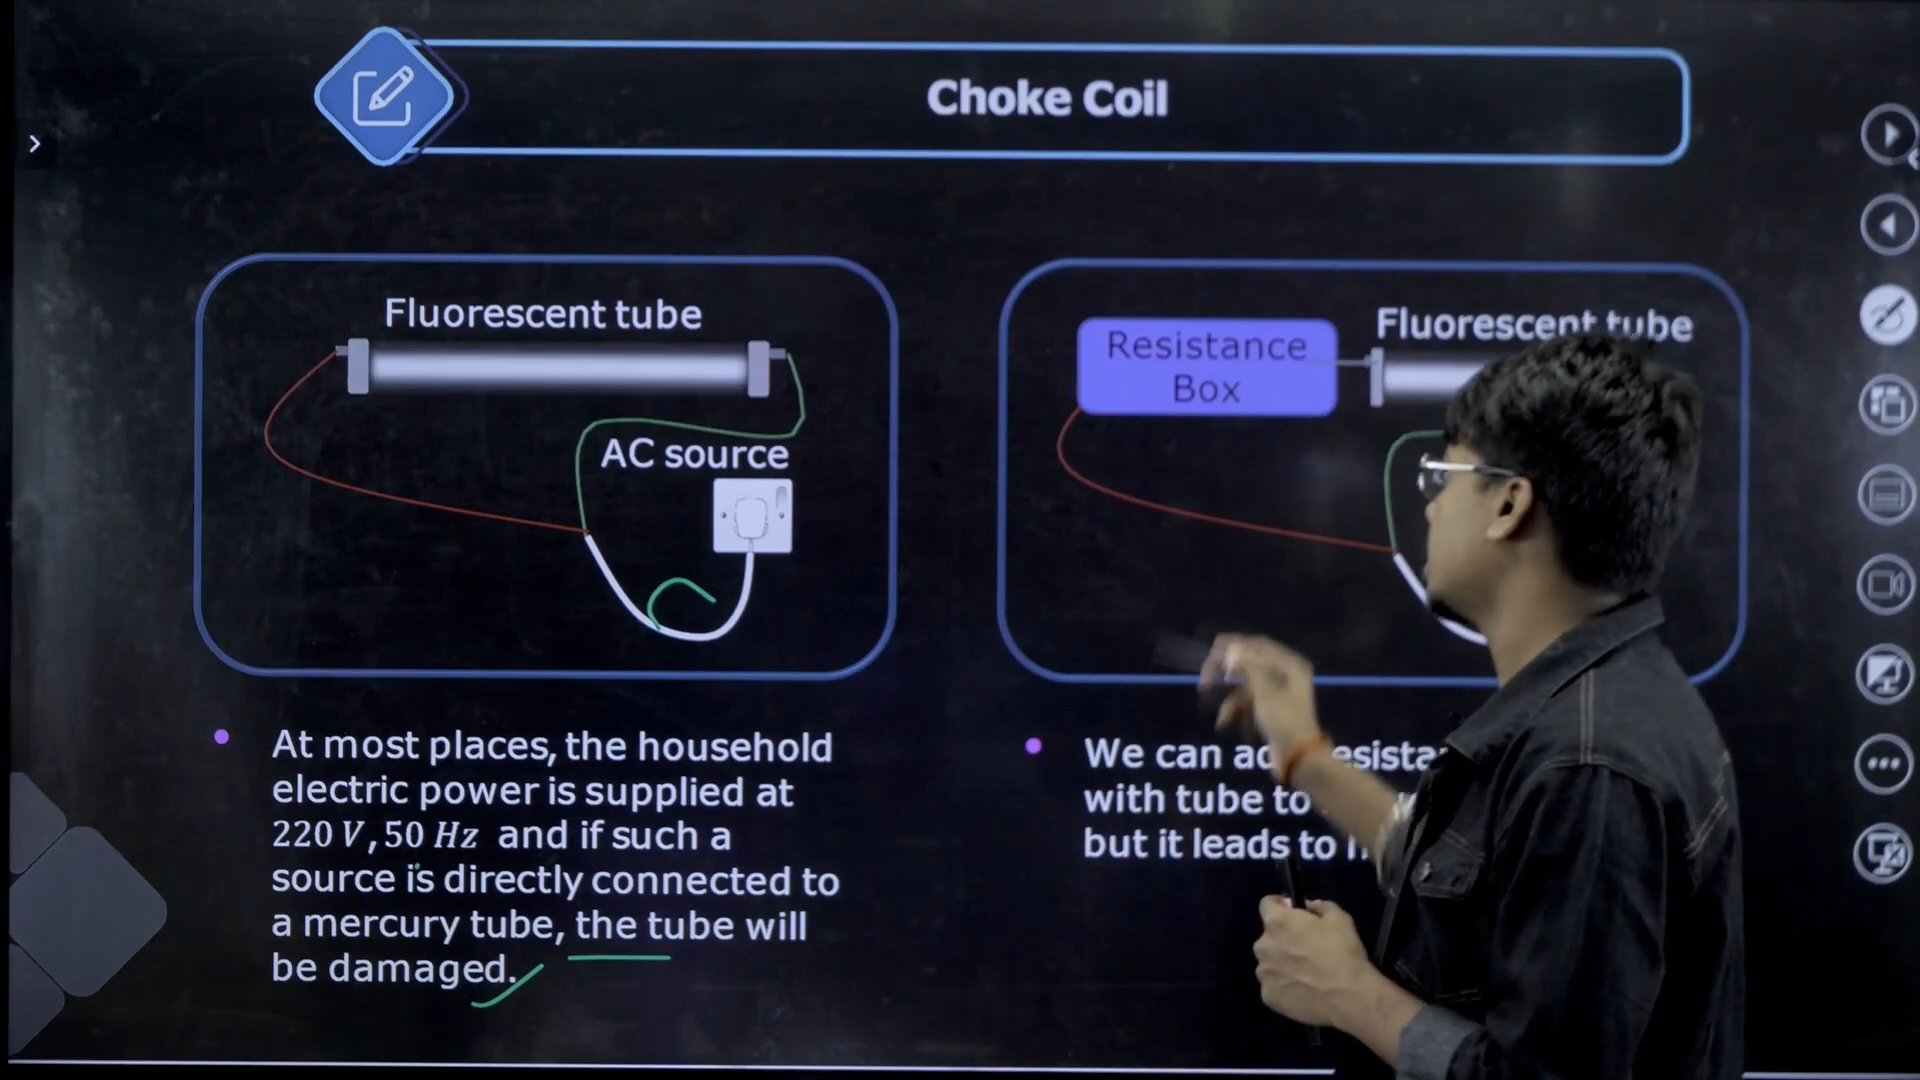 Choke Coil
Fluorescent tube
AC source
At most places, the household
electric power is supplied at
220 V, 50 Hz and if such a
source is directly connected to
a mercury tube, the tube will
be damaged.
Resistance
Box
Fluorescent tube
We can
with tube to
but it leads to